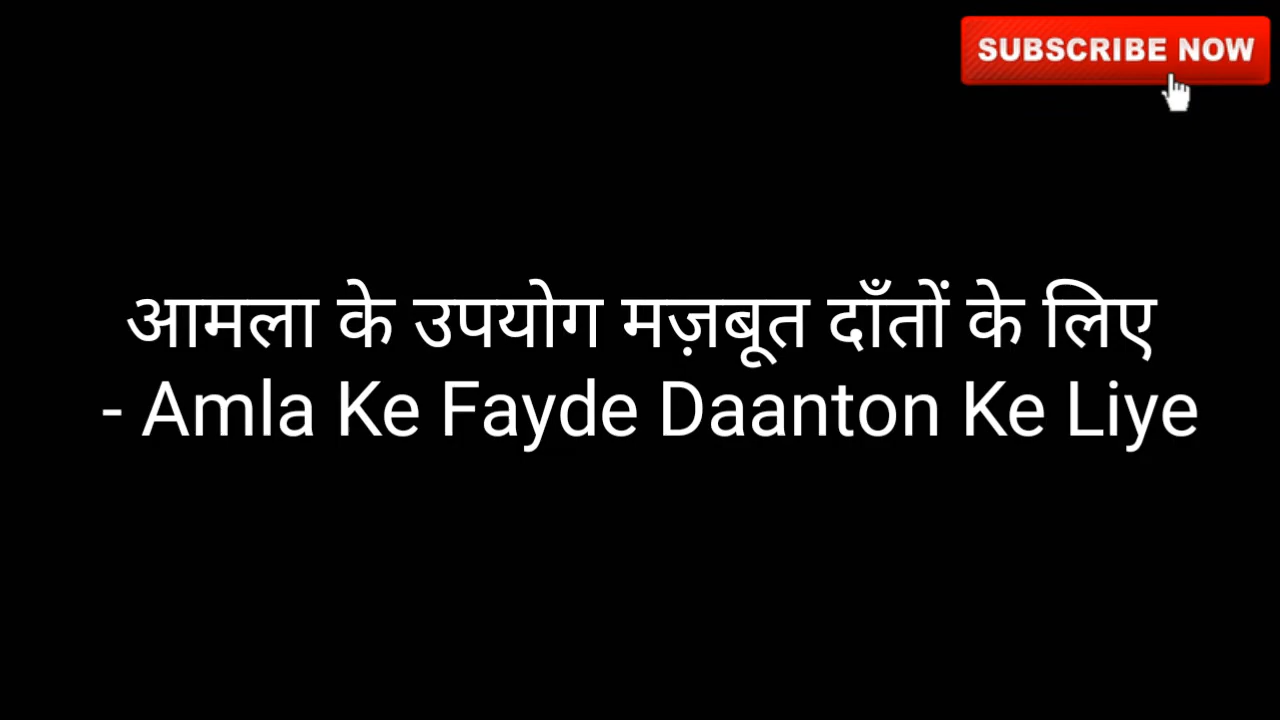 SUBSCRIBE NOW
आमला के उपयोग मज़बूत दाँतों के लिए
- Amla Ke Fayde Daanton Ke Liye